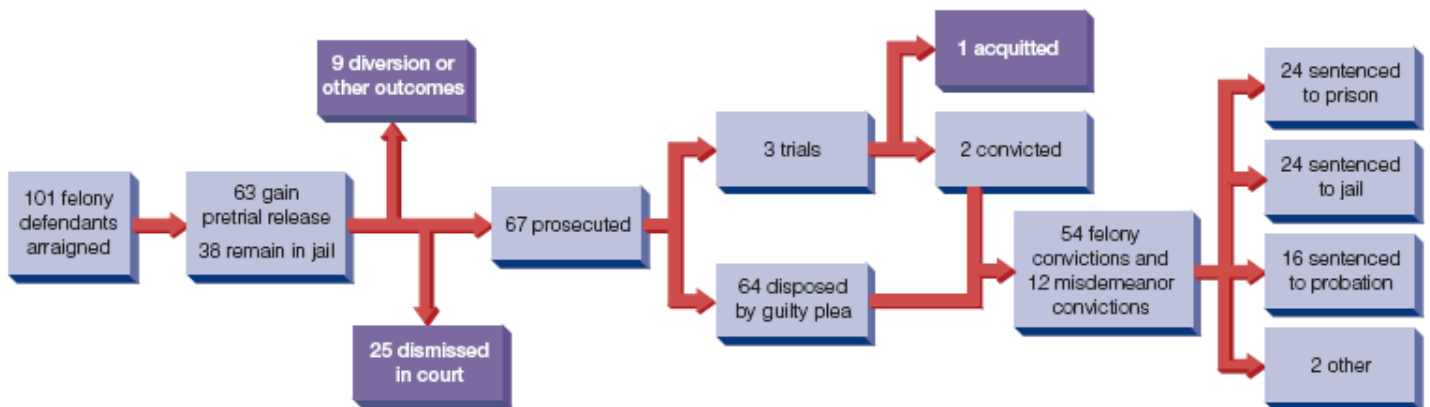 101 felony
defendants
arraigned
63 gain
pretrial release
38 remain in jail
9 diversion or
other outcomes
25 dismissed
in court
67 prosecuted
3 trials
64 disposed
by guilty plea
1 acquitted
2 convicted
54 felony
convictions and
12 misdemeanor
convictions
24 sentenced
to prison
24 sentenced
to jail
16 sentenced
to probation
2 other